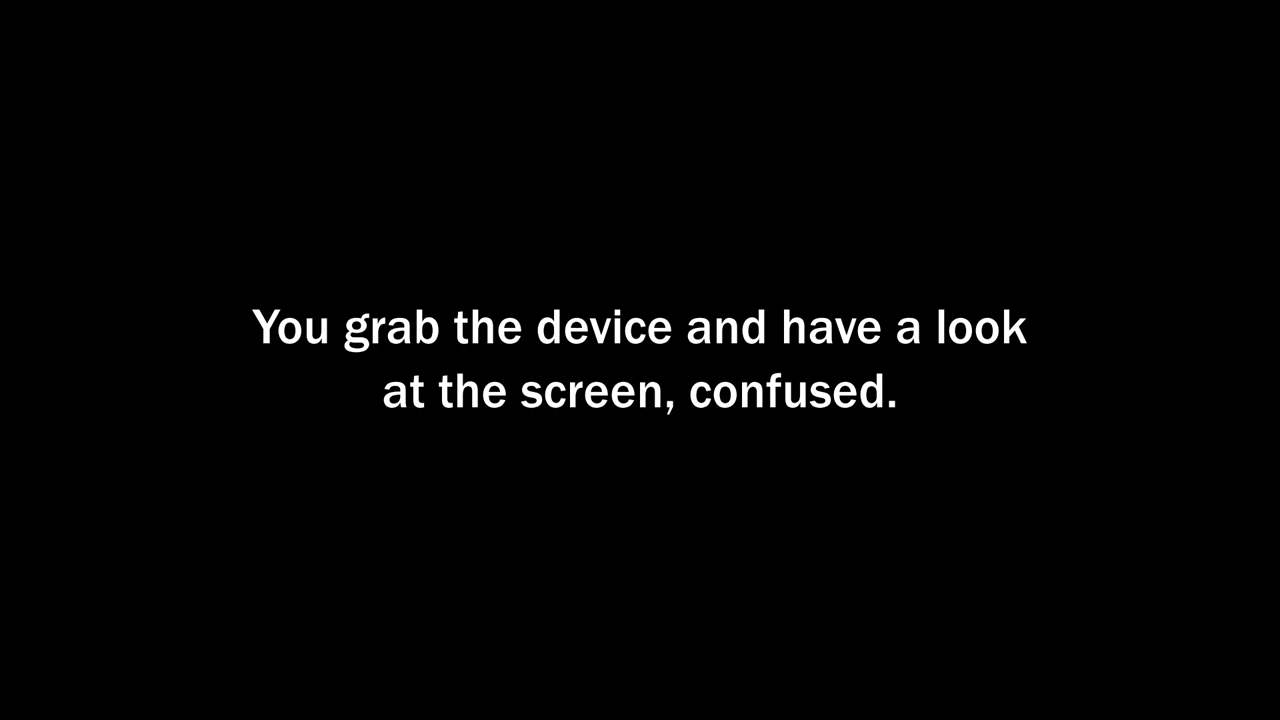 You grab the device and have a look
at the screen, confused.